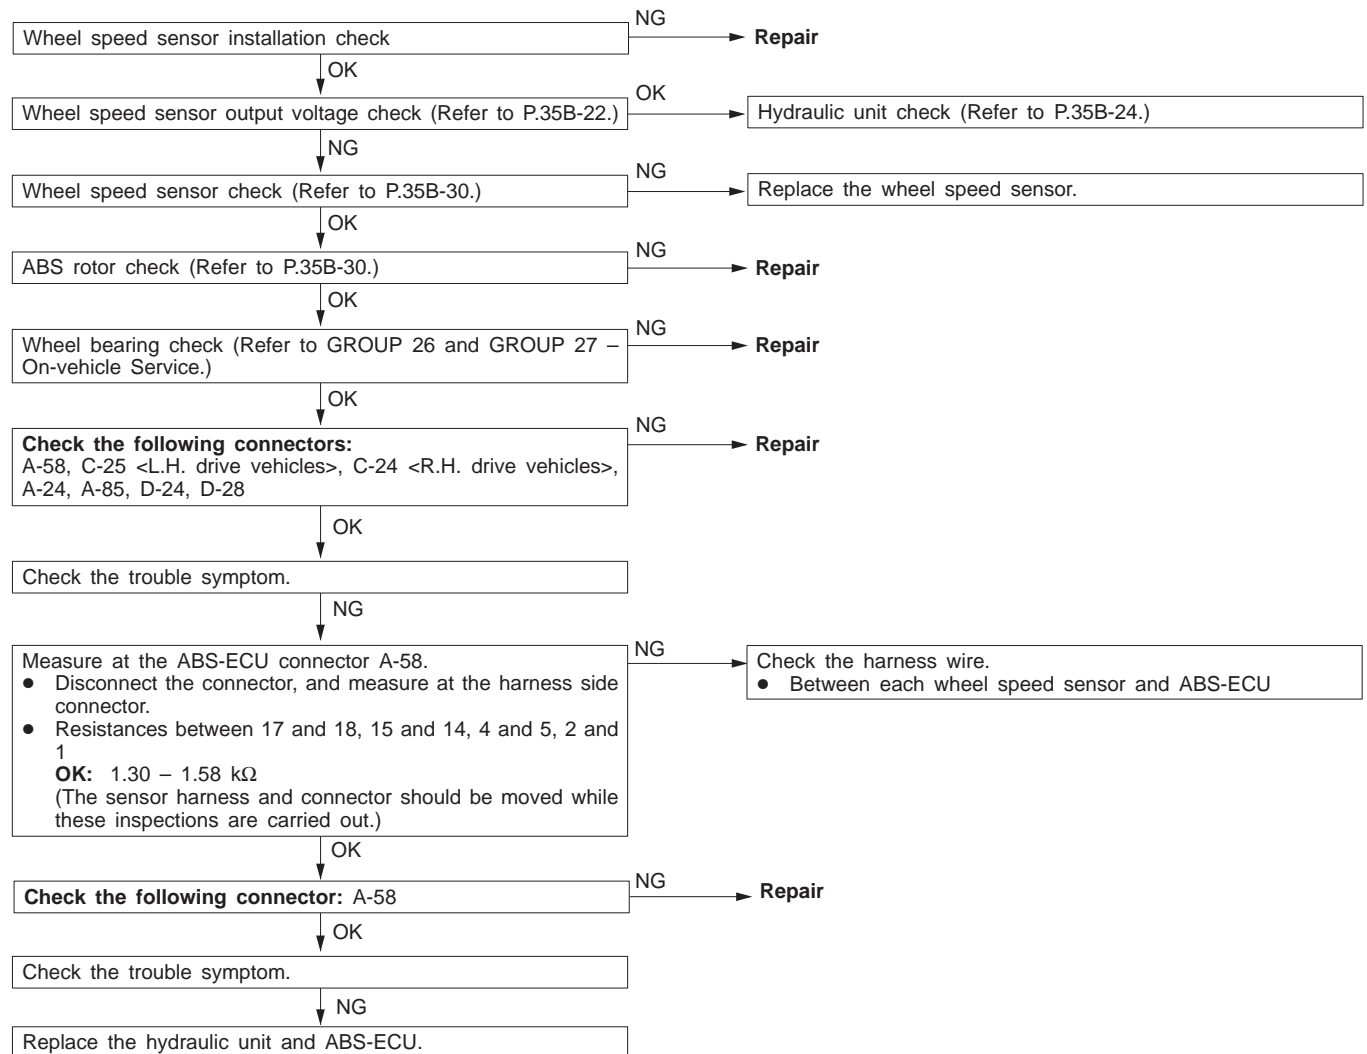 NG
Wheel speed sensor installation check
Repair
OK
OK
Wheel speed sensor output voltage check (Refer to P.35B-22.)
Hydraulic unit check (Refer to P.35B-24.)
NG
NG
Wheel speed sensor check (Refer to P.35B-30.)
Replace the wheel speed sensor.
OK
NG
ABS rotor check (Refer to P.35B-30.)
Repair
OK
NG
Wheel bearing check (Refer to GROUP 26 and GROUP 27 –
On-vehicle Service.)
Repair
OK
NG
Check the following connectors:
A-58, C-25 <L.H. drive vehicles>, C-24 <R.H. drive vehicles>,
A-24, A-85, D-24, D-28
Repair
OK
Check the trouble symptom.
NG
NG
Measure at the ABS-ECU connector A-58.
● Disconnect the connector, and measure at the harness side
connector.
● Resistances between 17 and 18, 15 and 14, 4 and 5, 2 and
1
OK: 1.30 – 1.58 kΩ
(The sensor harness and connector should be moved while
these inspections are carried out.)
Check the harness wire.
● Between each wheel speed sensor and ABS-ECU
OK
NG
Check the following connector: A-58
Repair
OK
Check the trouble symptom.
NG
Replace the hydraulic unit and ABS-ECU.